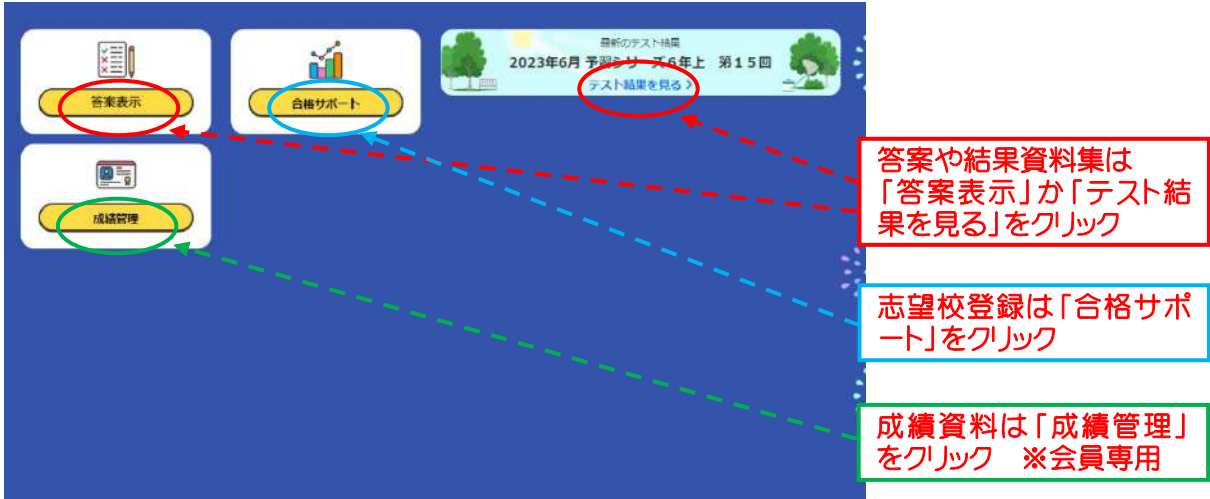 答案表示
合格サポート
最新のテスト結果
2023年6月 予習シリーズ6年上 第15回
テスト結果を見る >
成績管理
答案や結果資料集は
「答案表示」か「テスト結
果を見る」をクリック
志望校登録は「合格サポ
ート」をクリック
成績資料は「成績管理」
をクリック ※会員専用